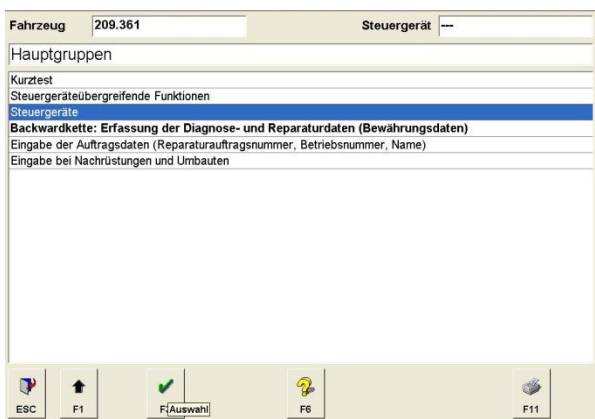 Fahrzeug 209.361 Steuergerät ---
Hauptgruppen
Kurztest
Steuergeräteübergreifende Funktionen
Steuergeräte
Backwardkette: Erfassung der Diagnose- und Reparaturdaten (Bewährungsdaten)
Eingabe der Auftragsdaten (Reparaturauftragsnummer, Betriebsnummer, Name)
Eingabe bei Nachrüstungen und Umbauten
ESC F1 F Auswahl F6 F11